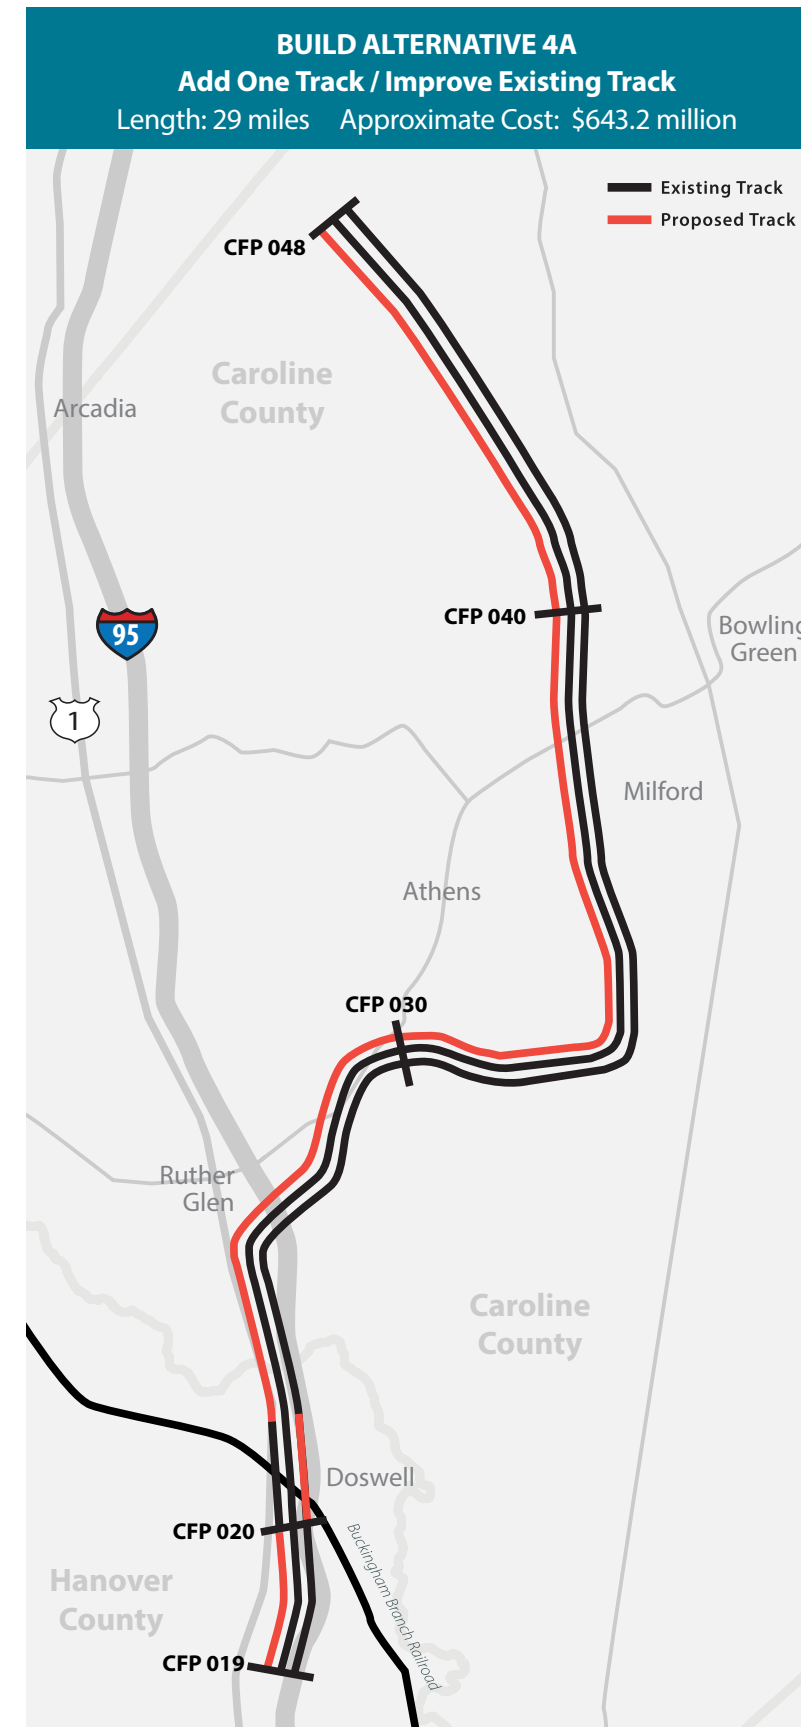 BUILD ALTERNATIVE 4A
Add One Track / Improve Existing Track
Length: 29 miles Approximate Cost: $643.2 million
Existing Track
Proposed Track
CFP 048
Caroline
County
Arcadia
CFP 040
95
Bowling
Green
1
Milford
Athens
CFP 030
Ruther
Glen
Caroline
County
Doswell
CFP 020
Buckingham Branch Railroad
Hanover
County
CFP 019